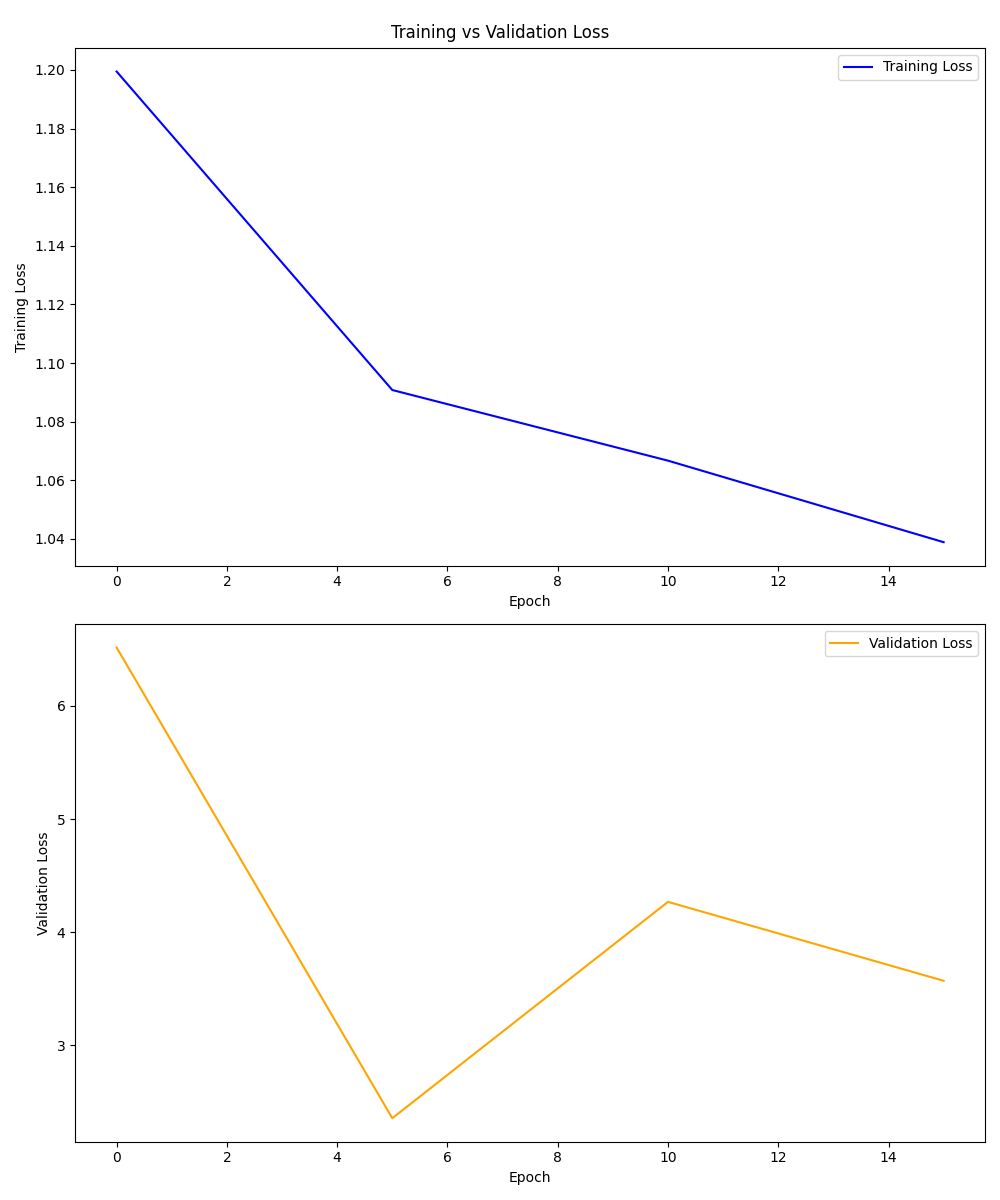 Training vs Validation Loss
Training Loss
1.20
1.18
1.16
1.14
1.12
1.10
1.08
1.06
1.04
Training Loss
0 2 4 6 8 10 12 14
Epoch
Validation Loss
6
5
4
3
Validation Loss
0 2 4 6 8 10 12 14
Epoch